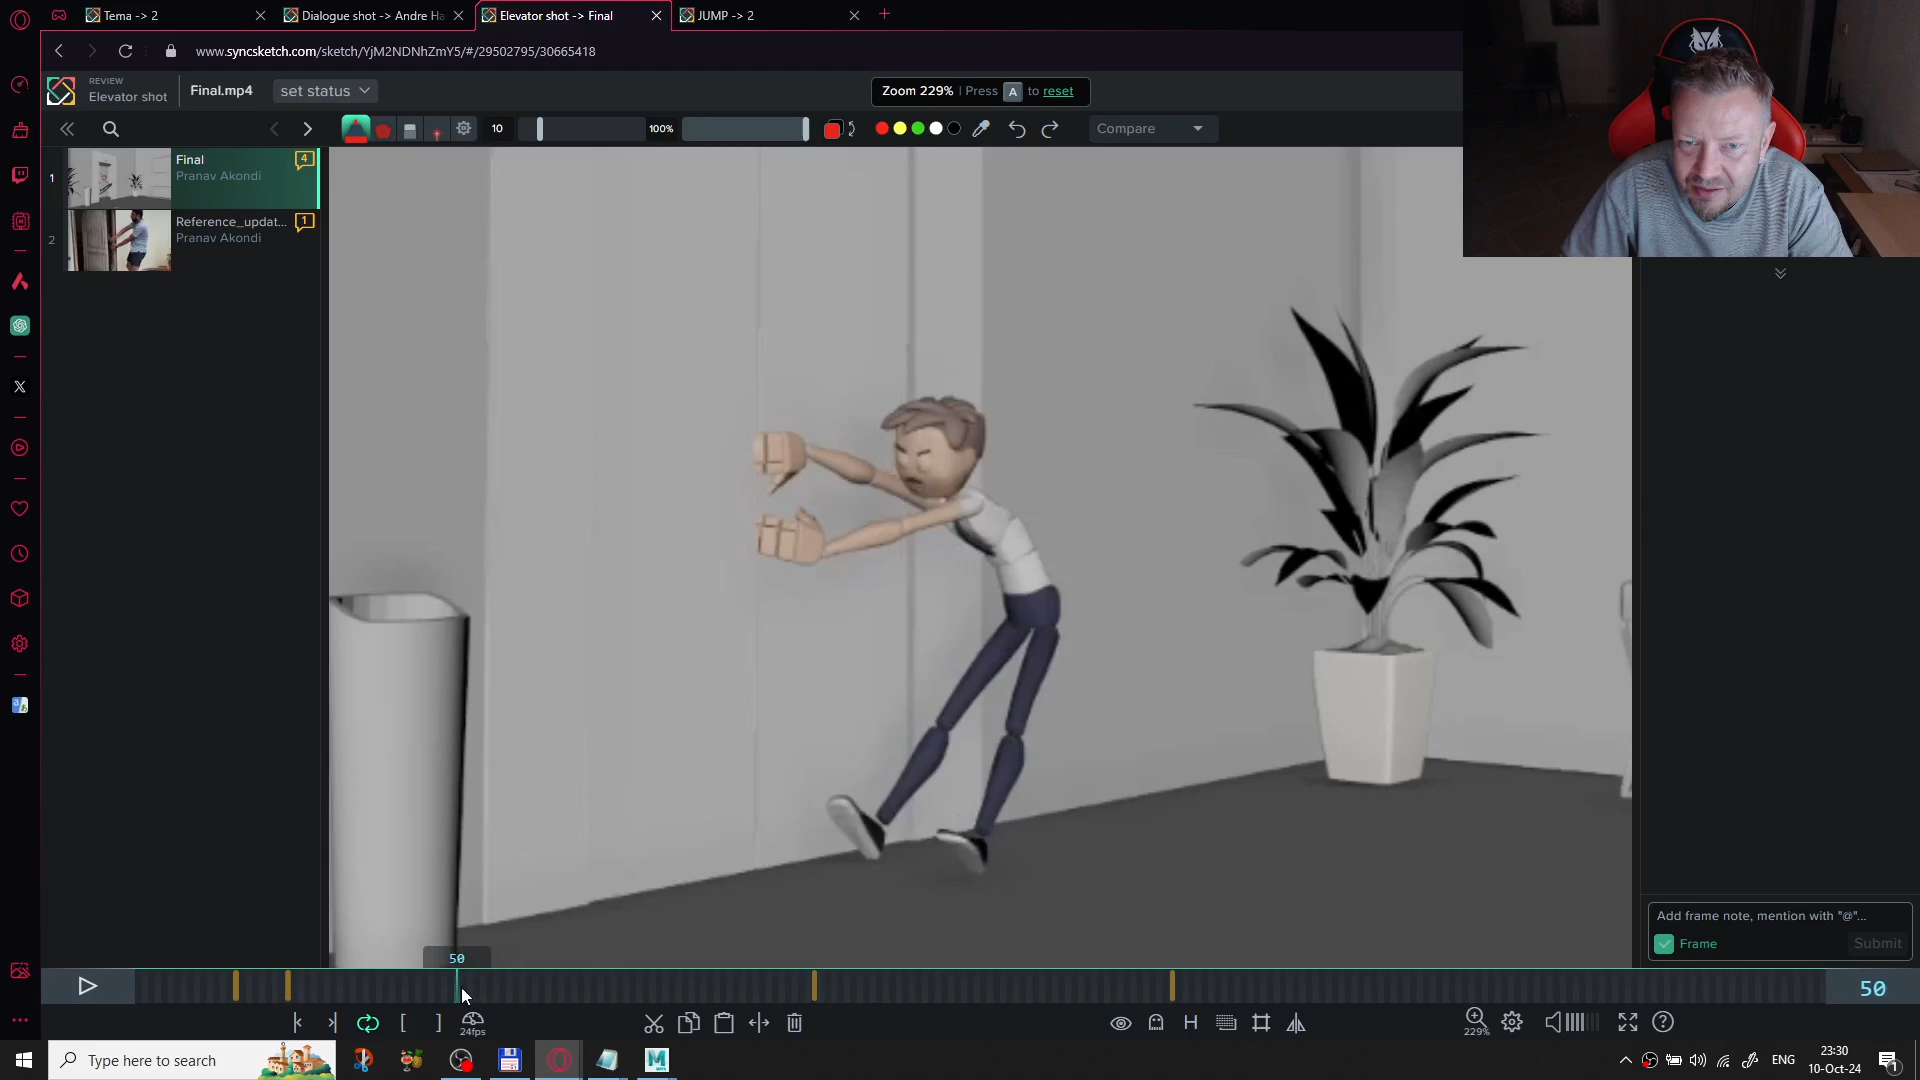 Tema -> 2
Dialogue shot -> Andre Ha
Elevator shot -> Final
JUMP -> 2
www.syncsketch.com/sketch/YjM2NDNhZmY5/#/29502795/30665418
REVIEW
Elevator shot
Final.mp4
set status
Zoom 229% | Press A to reset
10
100%
Compare
1
Final
4
Pranav Akondi
2
Reference_updat...
1
Pranav Akondi
Add frame note, mention with "@"...
Frame
Submit
50
50
24fps
H
229%
Type here to search
ENG
23:30
10-Oct-24
1